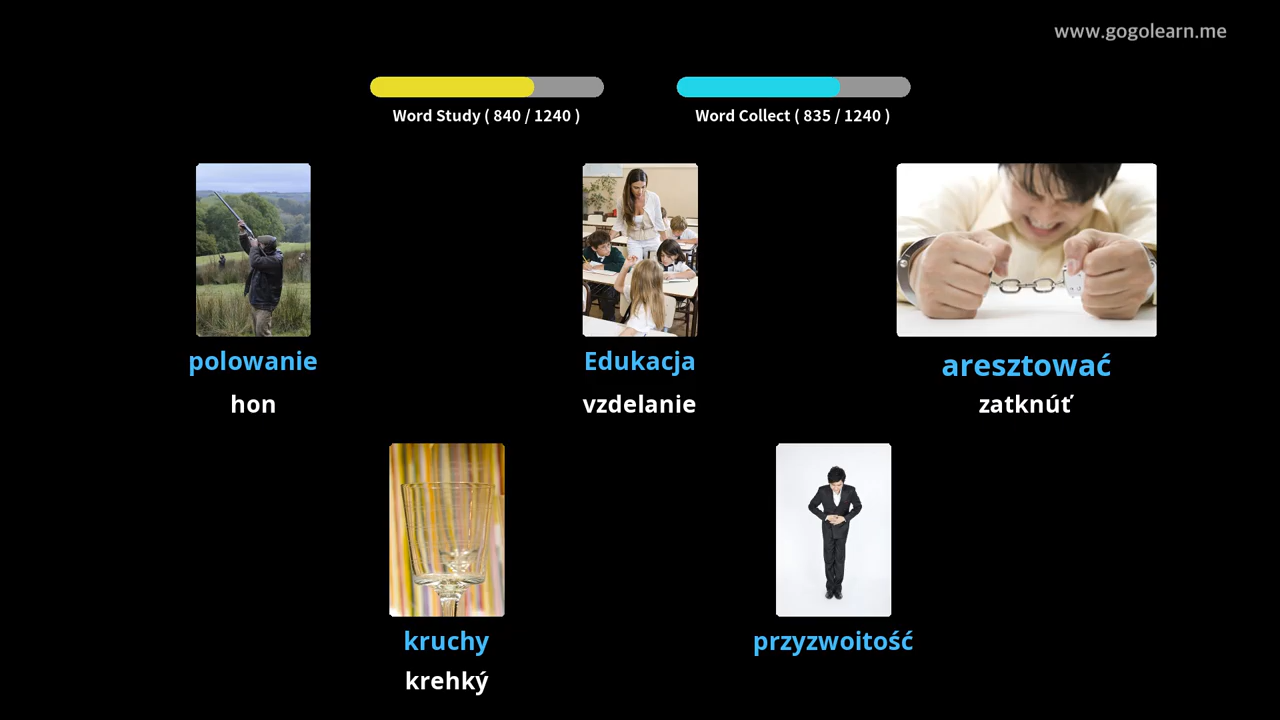 www.gogolearn.me
Word Study ( 840 / 1240 )
Word Collect ( 835 / 1240 )
polowanie
hon
Edukacja
vzdelanie
aresztować
zatknúť
kruchy
krehký
przyzwoitość